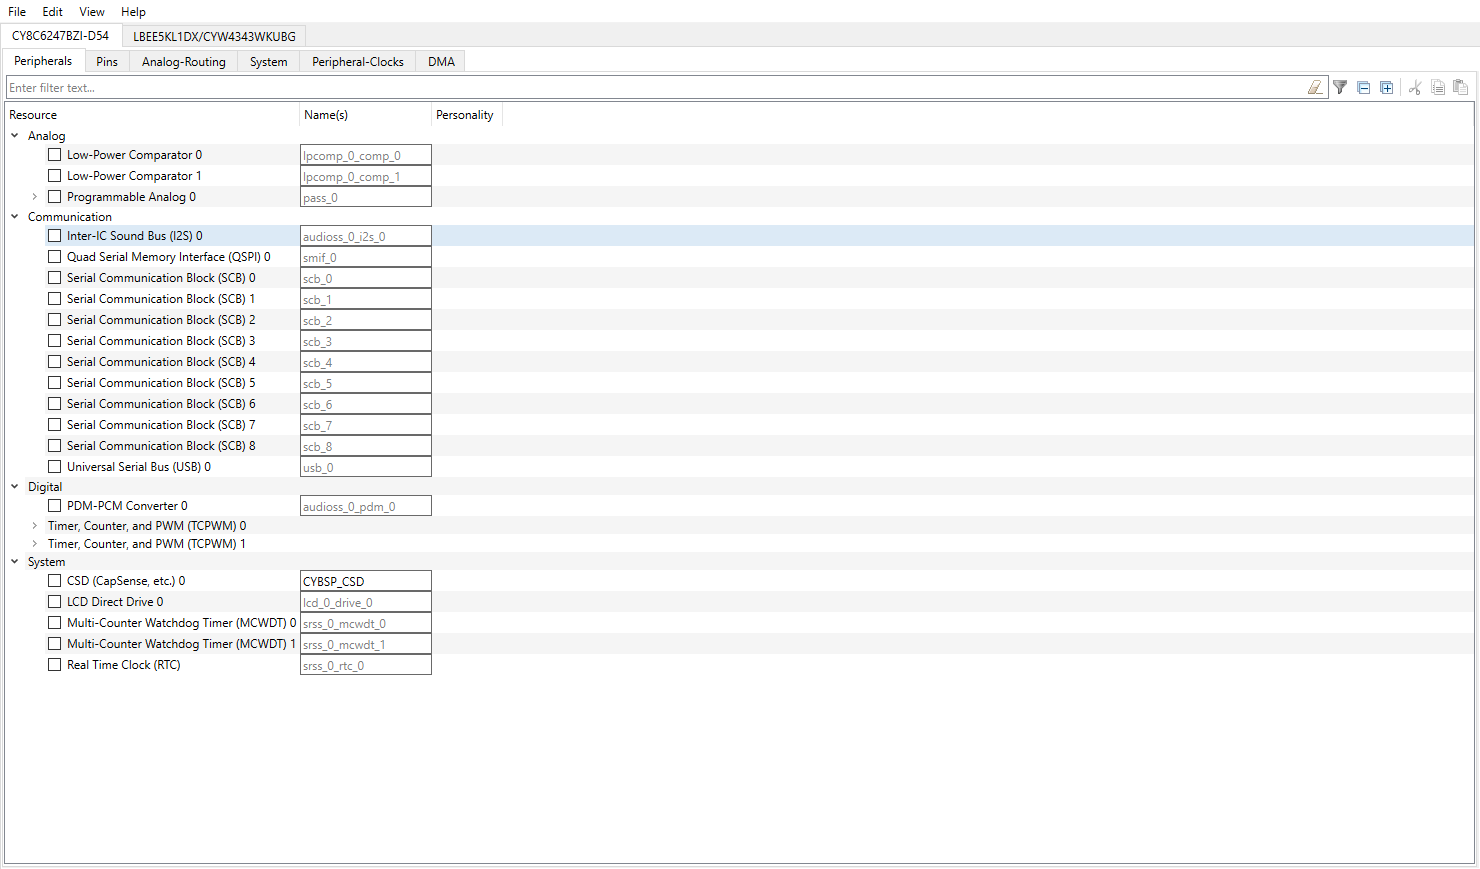 File Edit View Help
CY8C6247BZI-D54 LBEE5KL1DX/CYW4343WKUBG
Peripherals Pins Analog-Routing System Peripheral-Clocks DMA
Enter filter text...
Resource Name(s) Personality
Analog
Low-Power Comparator 0 lpcomp_0_comp_0
Low-Power Comparator 1 lpcomp_0_comp_1
Programmable Analog 0 pass_0
Communication
Inter-IC Sound Bus (I2S) 0 audioss_0_i2s_0
Quad Serial Memory Interface (QSPI) 0 smif_0
Serial Communication Block (SCB) 0 scb_0
Serial Communication Block (SCB) 1 scb_1
Serial Communication Block (SCB) 2 scb_2
Serial Communication Block (SCB) 3 scb_3
Serial Communication Block (SCB) 4 scb_4
Serial Communication Block (SCB) 5 scb_5
Serial Communication Block (SCB) 6 scb_6
Serial Communication Block (SCB) 7 scb_7
Serial Communication Block (SCB) 8 scb_8
Universal Serial Bus (USB) 0 usb_0
Digital
PDM-PCM Converter 0 audioss_0_pdm_0
Timer, Counter, and PWM (TCPWM) 0
Timer, Counter, and PWM (TCPWM) 1
System
CSD (CapSense, etc.) 0 CYBSP_CSD
LCD Direct Drive 0 lcd_0_drive_0
Multi-Counter Watchdog Timer (MCWDT) 0 srss_0_mcwdt_0
Multi-Counter Watchdog Timer (MCWDT) 1 srss_0_mcwdt_1
Real Time Clock (RTC) srss_0_rtc_0